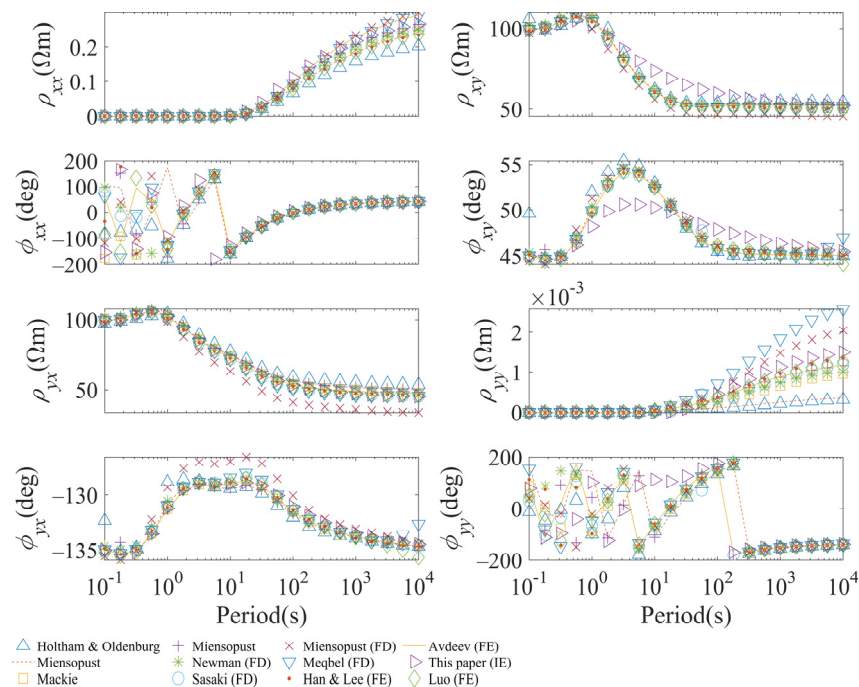 ρxx(Ωm)
0.2
0.1
0
ρxy(Ωm)
100
50
ϕxx(deg)
200
100
0
−100
−200
ϕxy(deg)
55
50
45
ρyx(Ωm)
100
50
×10−3
ρyy(Ωm)
2
1
0
ϕyx(deg)
−130
−135
10−1 100 101 102 103 104
Period(s)
ϕyy(deg)
200
0
−200
10−1 100 101 102 103 104
Period(s)
Holtham & Oldenburg Miensopust Miensopust (FD) Avdeev (FE)
Miensopust Newman (FD) Meqbel (FD) This paper (IE)
Mackie Sasaki (FD) Han & Lee (FE) Luo (FE)